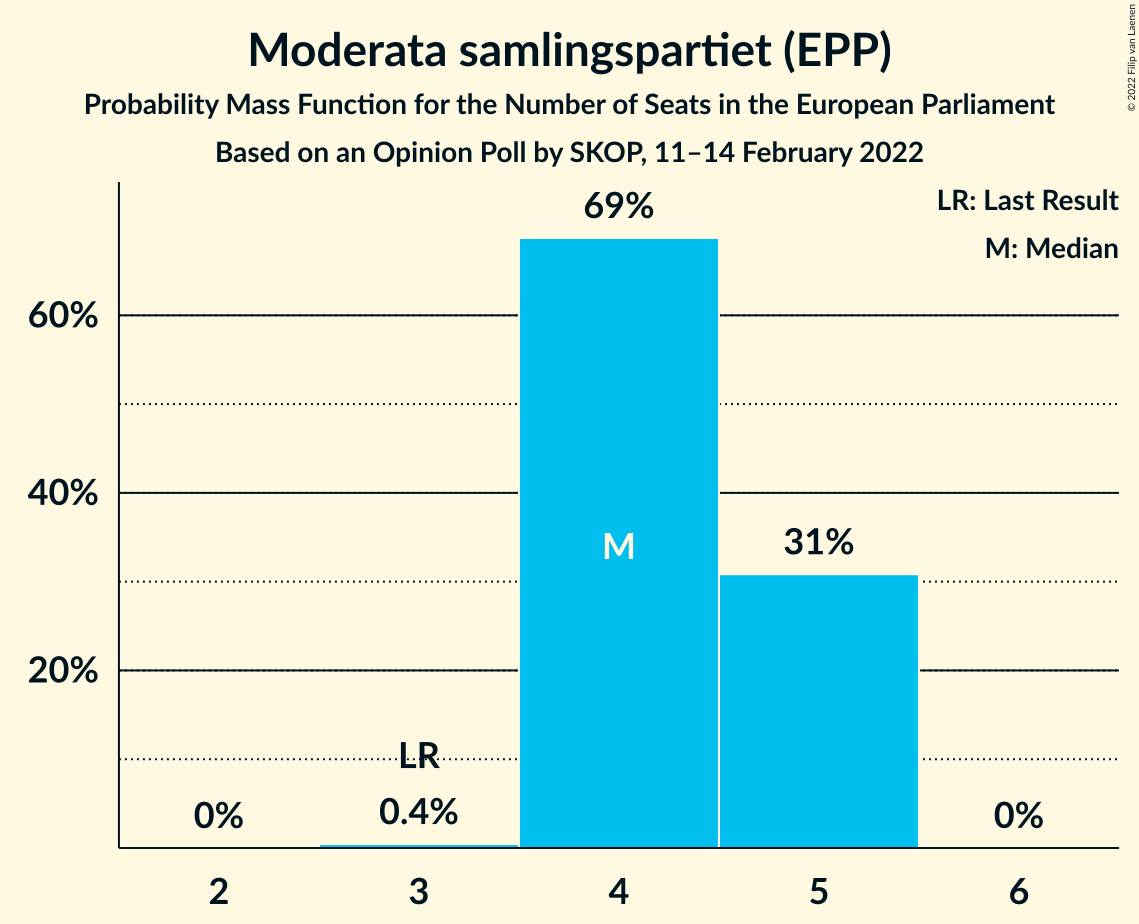 Moderata samlingspartiet (EPP)
Probability Mass Function for the Number of Seats in the European Parliament
Based on an Opinion Poll by SKOP, 11–14 February 2022
© 2022 Filip van Laenen
LR: Last Result
M: Median
69%
60%
40%
M
31%
20%
LR
0%
0.4%
0%
2
3
4
5
6